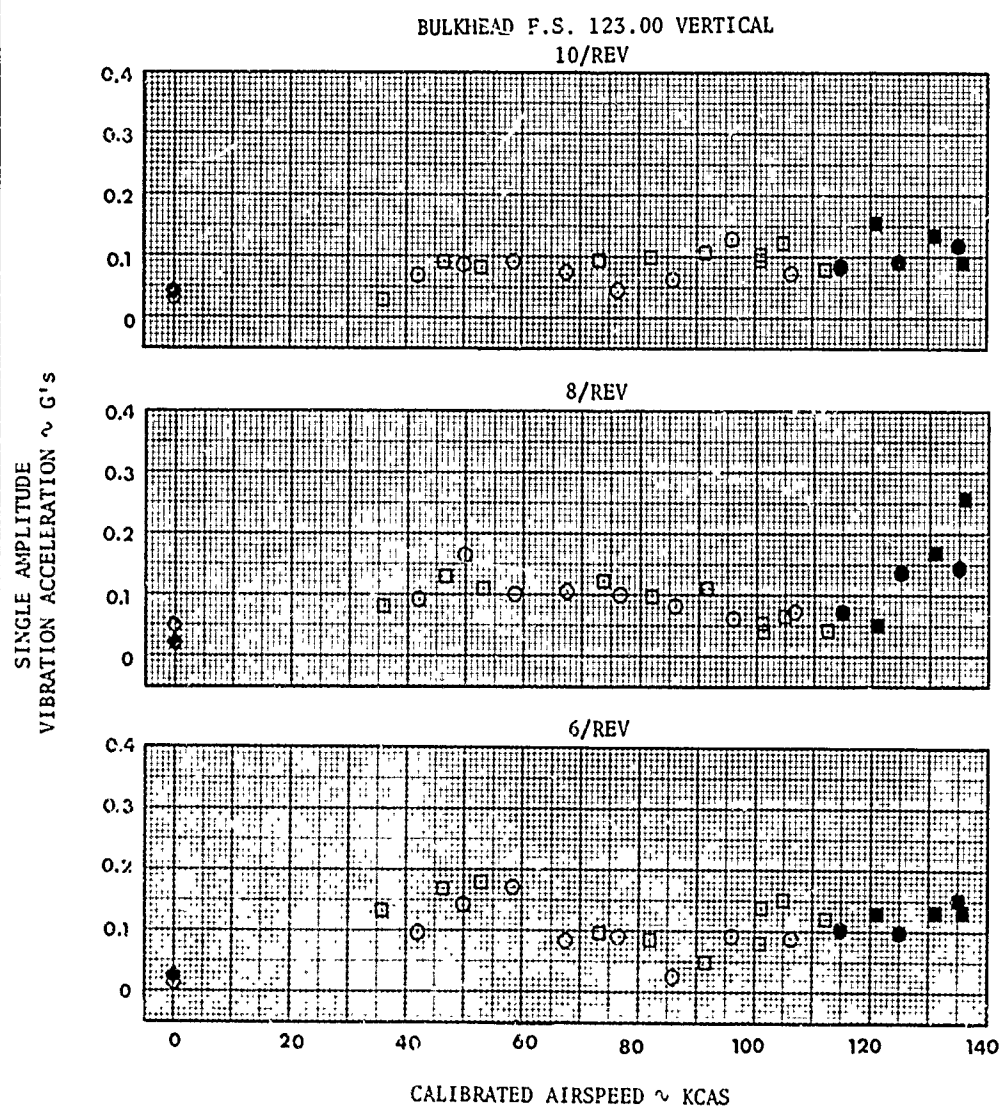 BULKHEAD F.S. 123.00 VERTICAL
10/REV
0.4
0.3
0.2
0.1
0
8/REV
0.4
0.3
0.2
0.1
0
6/REV
0.4
0.3
0.2
0.1
0
0 20 40 60 80 100 120 140
SINGLE AMPLITUDE
VIBRATION ACCELERATION ~ G's
CALIBRATED AIRSPEED ~ KCAS